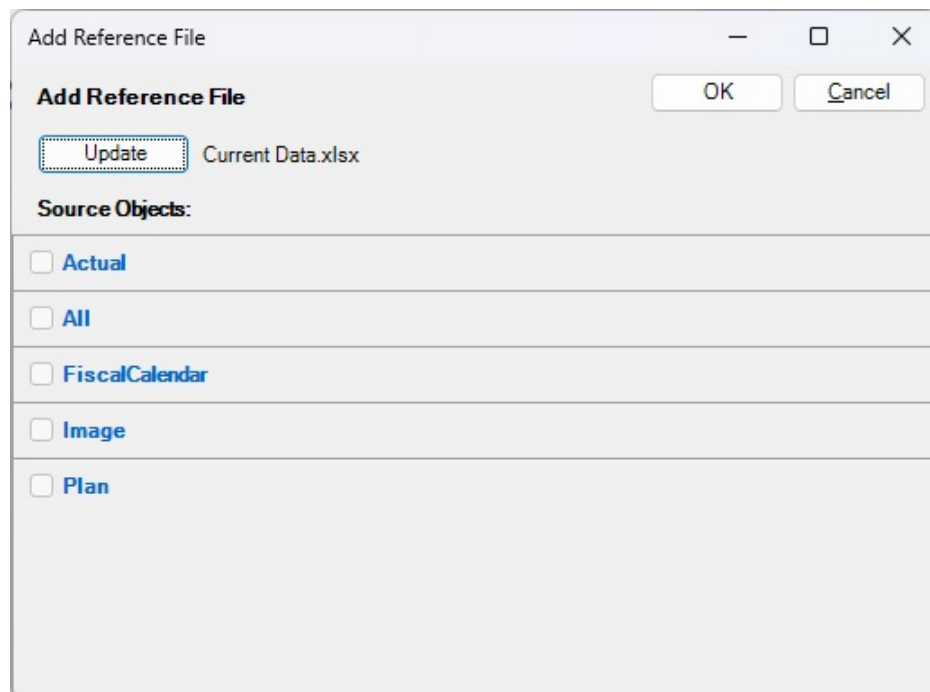 Add Reference File
Add Reference File OK Cancel
Update Current Data.xlsx
Source Objects:
Actual
All
FiscalCalendar
Image
Plan